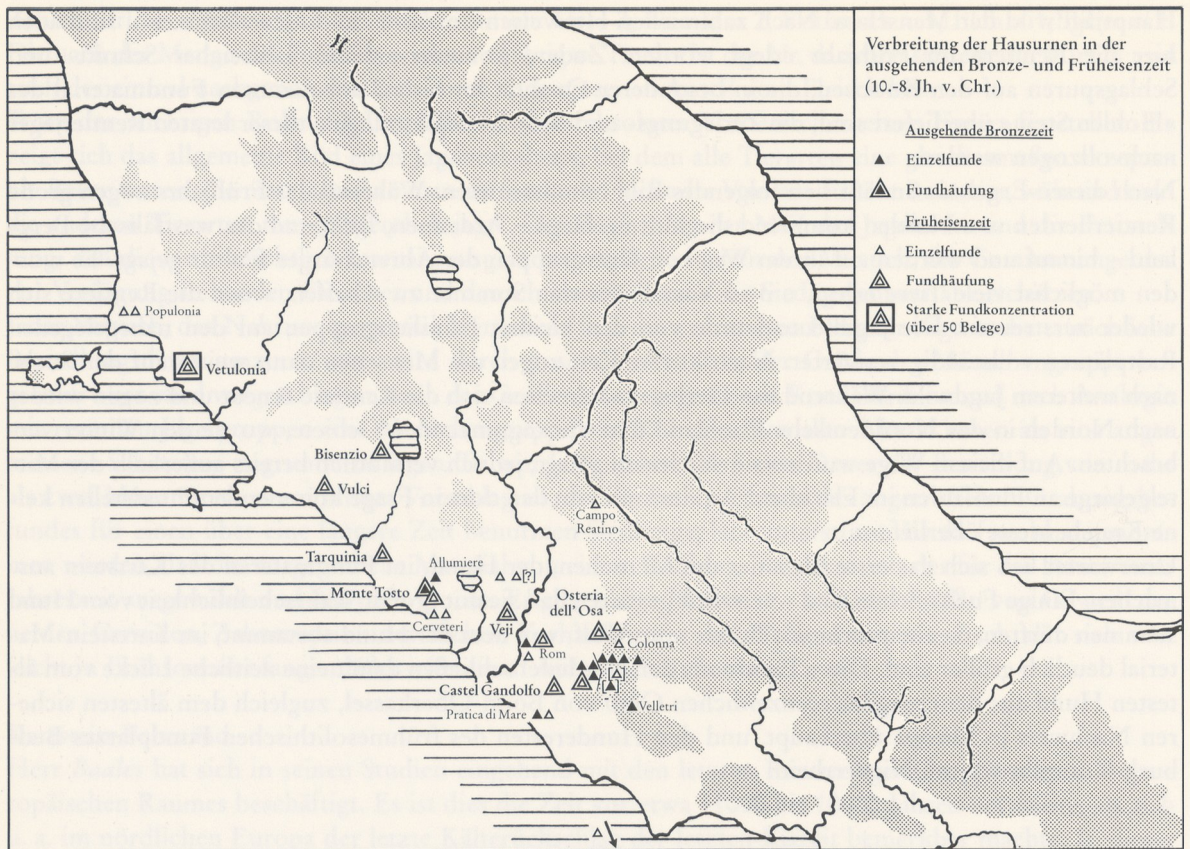 Verbreitung der Hausurnen in der
ausgehenden Bronze- und Früheisenzeit
(10.-8. Jh. v. Chr.)
Ausgehende Bronzezeit
Einzelfunde
Fundhäufung
Früheisenzeit
Einzelfunde
Fundhäufung
Starke Fundkonzentration
(über 50 Belege)
Populonia
Vetulonia
Bisenzio
Vulci
Campo
Reatino
Tarquinia
Allumiere
[?]
Monte Tosto
Osteria
dell' Osa
Cerveteri
Veji
Rom
Colonna
Castel Gandolfo
Velletri
Pratica di Mare